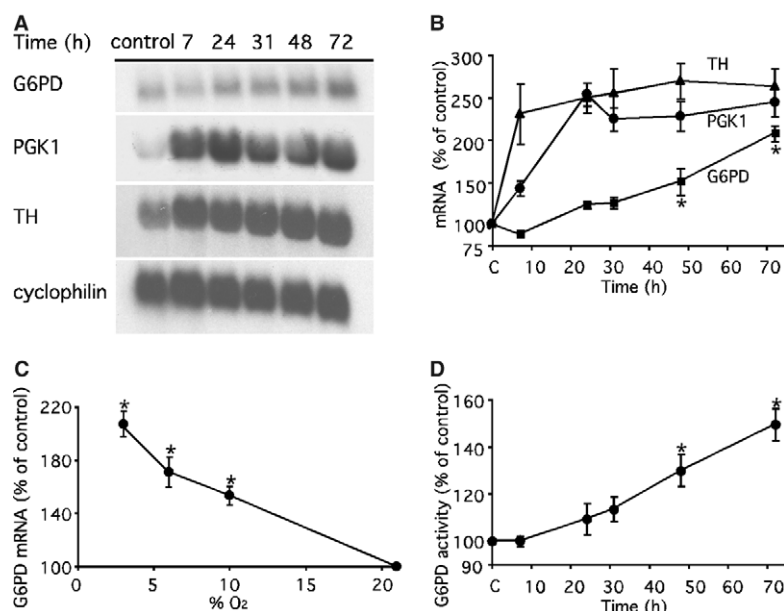 A
Time (h) control 7 24 31 48 72
G6PD
PGK1
TH
cyclophilin
B
300
250
200
150
100
75
mRNA (% of control)
TH
PGK1
G6PD
*
*
C 10 20 30 40 50 60 70
Time (h)
C
220
180
140
100
G6PD mRNA (% of control)
*
*
*
0 5 10 15 20
% O₂
D
160
140
120
100
90
G6PD activity (% of control)
*
*
C 10 20 30 40 50 60 70
Time (h)